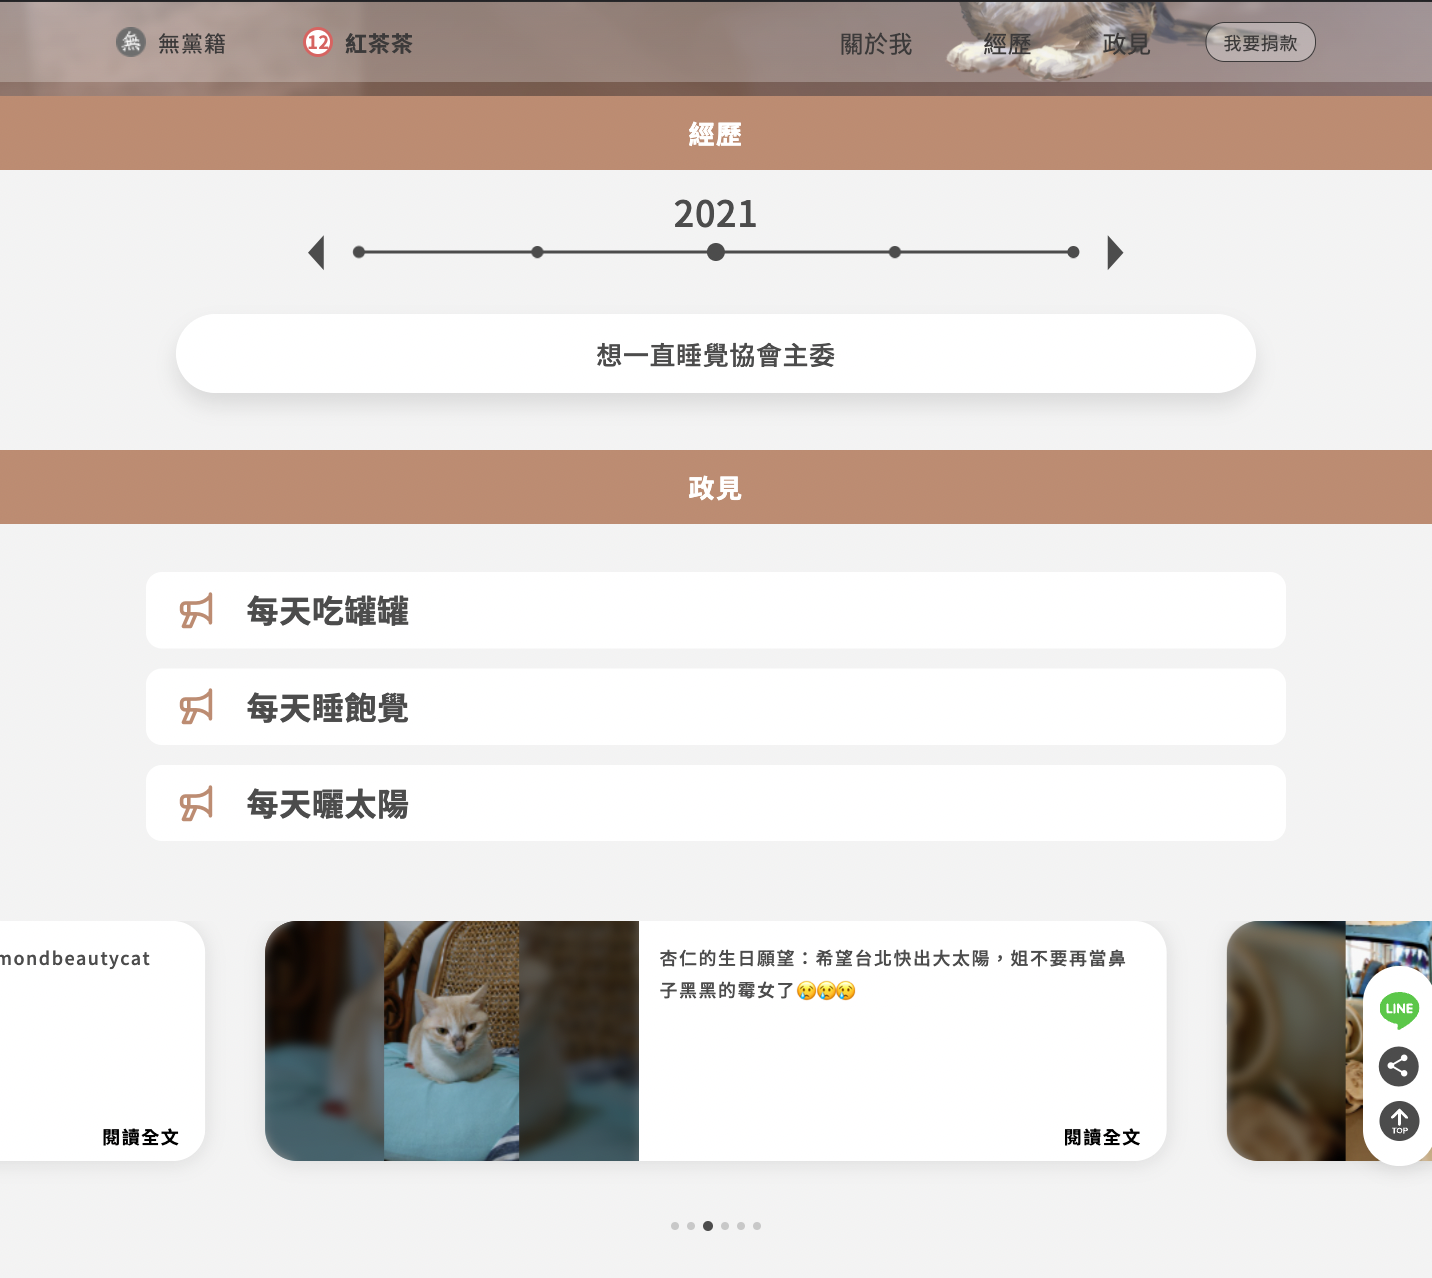 無 無黨籍 12 紅茶茶 關於我 經歷 政見 我要捐款
經歷
2021
想一直睡覺協會主委
政見
每天吃罐罐
每天睡飽覺
每天曬太陽
mondbeautycat
閱讀全文
杏仁的生日願望：希望台北快出大太陽，姐不要再當鼻
子黑黑的霉女了😢😢😢
閱讀全文
LINE
TOP